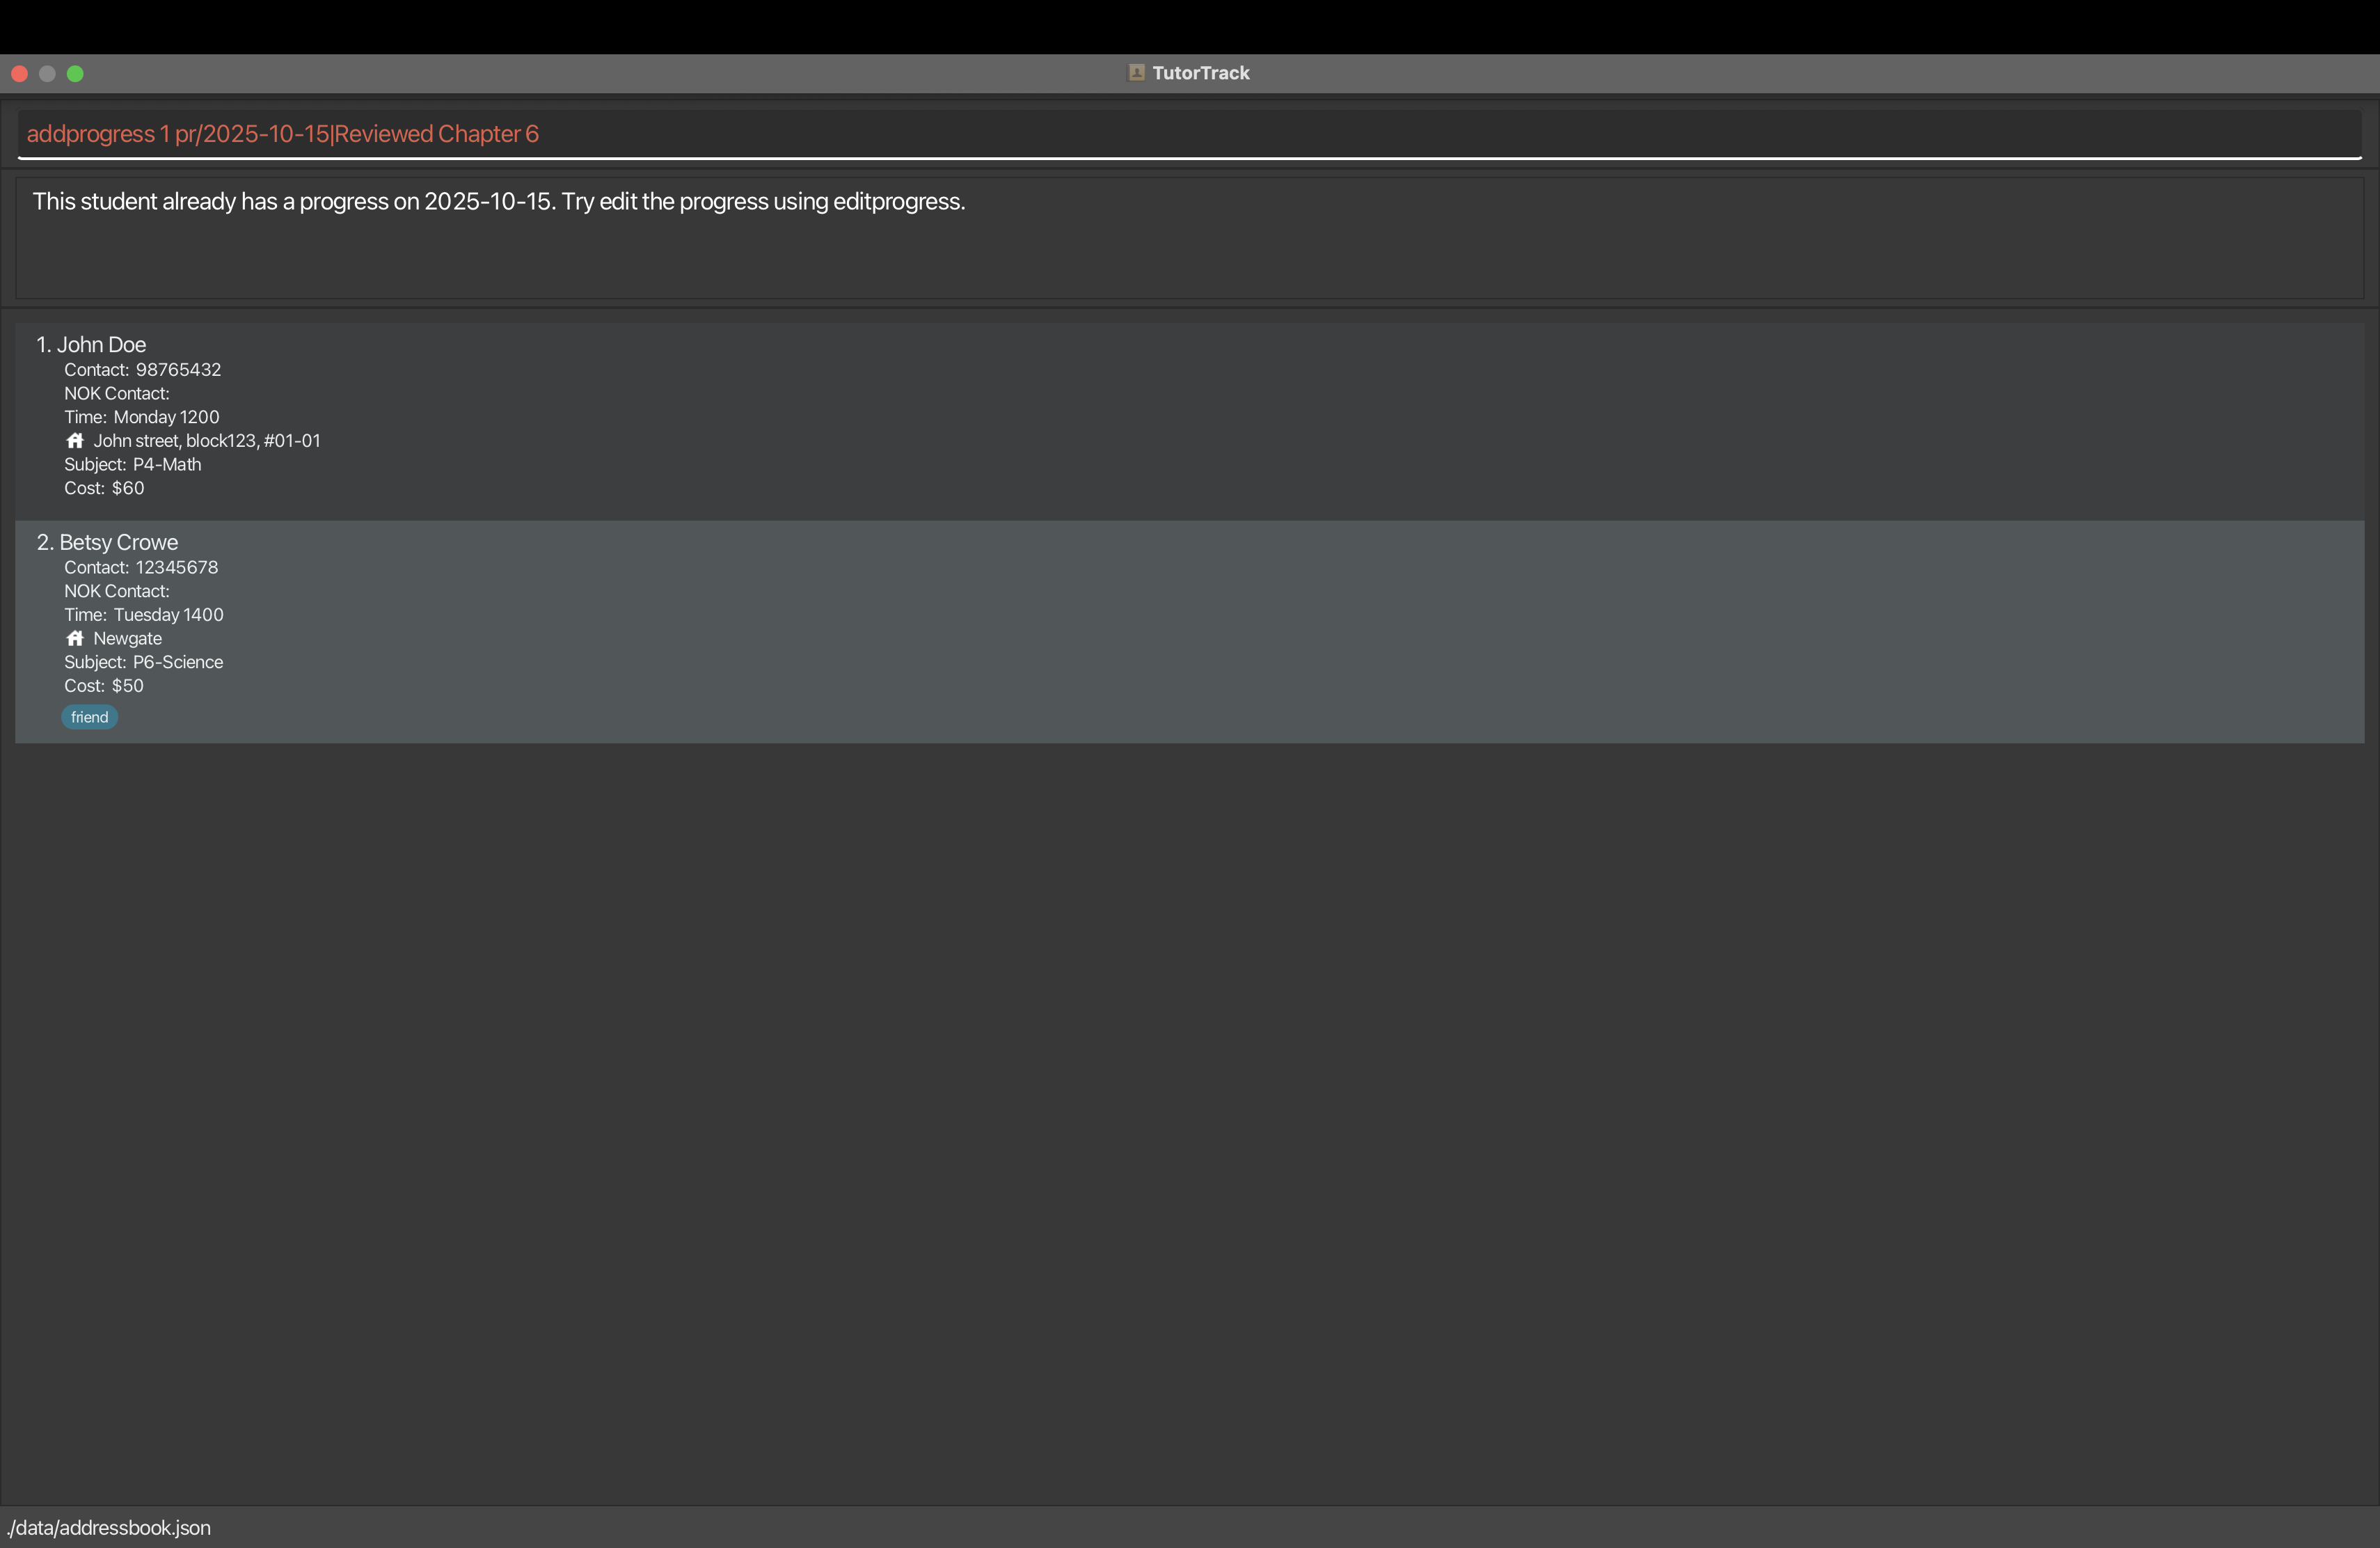 TutorTrack
addprogress 1 pr/2025-10-15|Reviewed Chapter 6
This student already has a progress on 2025-10-15. Try edit the progress using editprogress.
1. John Doe
Contact: 98765432
NOK Contact:
Time: Monday 1200
John street, block123, #01-01
Subject: P4-Math
Cost: $60
2. Betsy Crowe
Contact: 12345678
NOK Contact:
Time: Tuesday 1400
Newgate
Subject: P6-Science
Cost: $50
friend
./data/addressbook.json